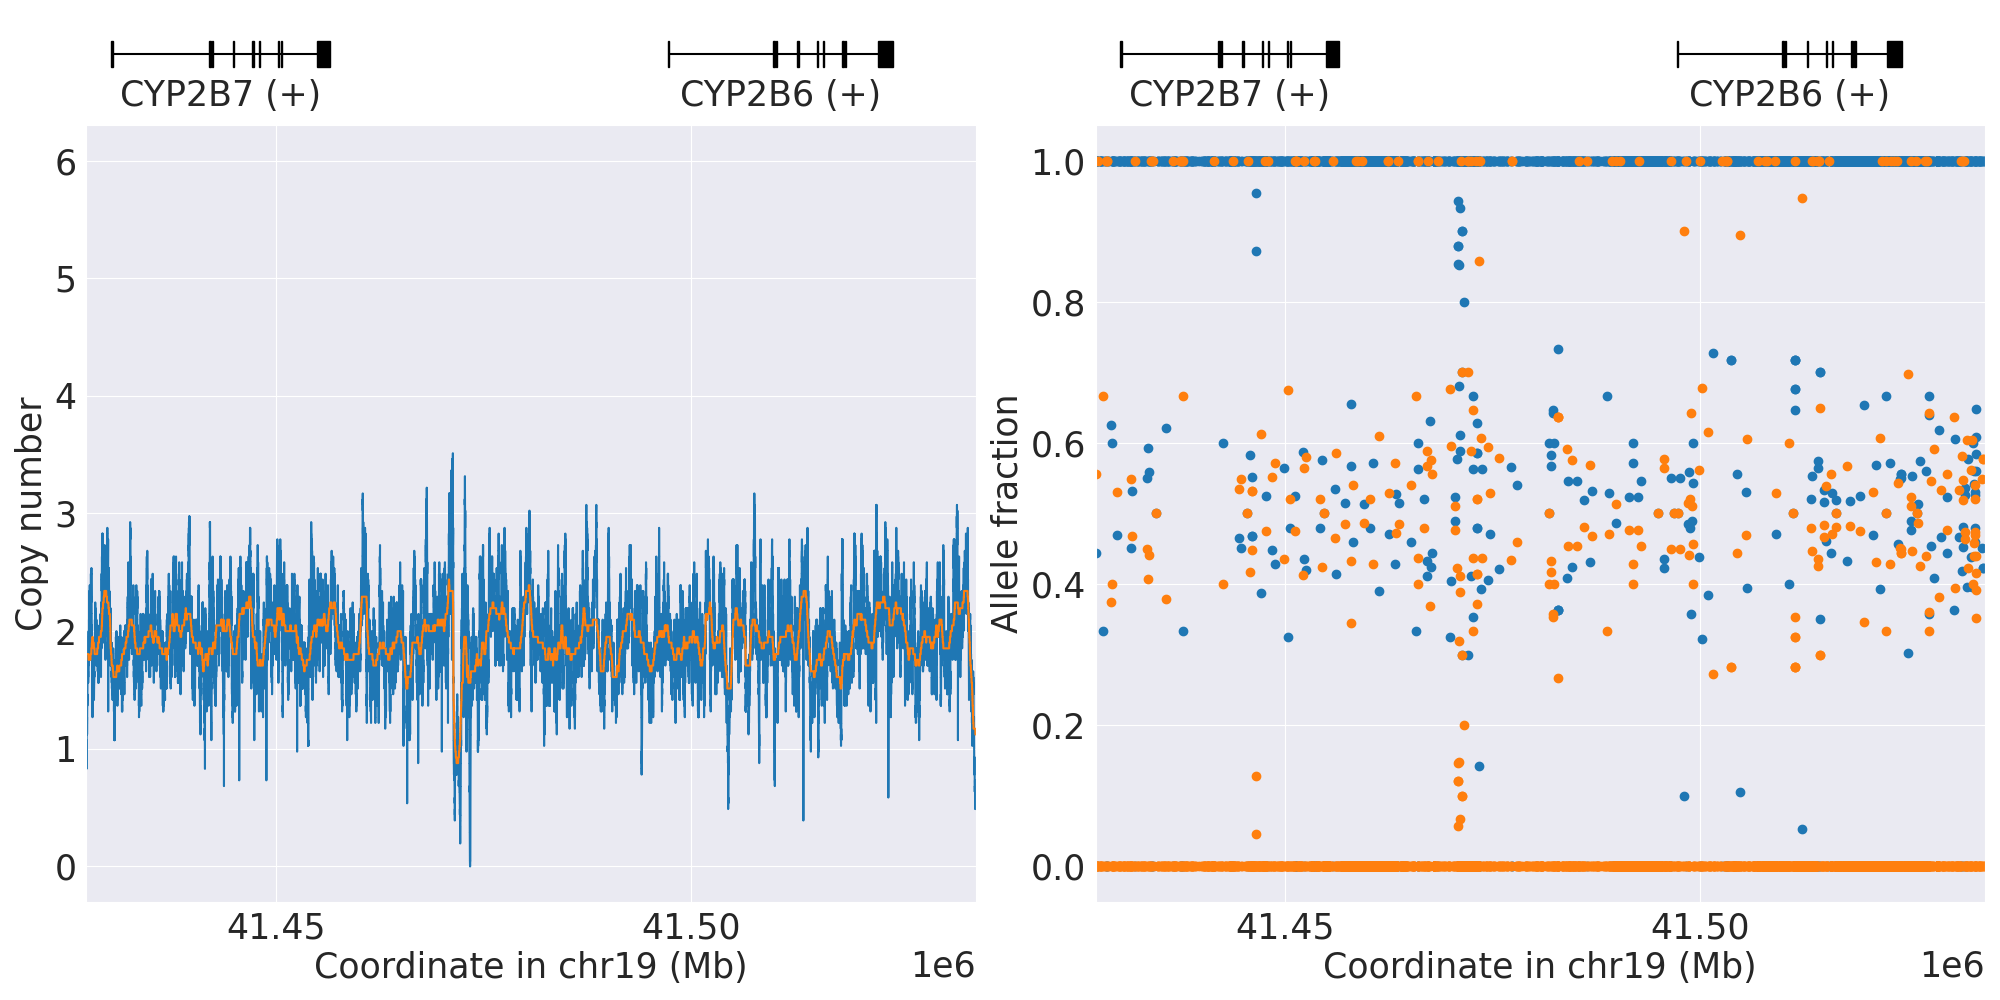 CYP2B7 (+)
CYP2B6 (+)
CYP2B7 (+)
CYP2B6 (+)
6
5
4
3
2
1
0
Copy number
41.45
41.50
Coordinate in chr19 (Mb)
1e6
1.0
0.8
0.6
0.4
0.2
0.0
Allele fraction
41.45
41.50
Coordinate in chr19 (Mb)
1e6